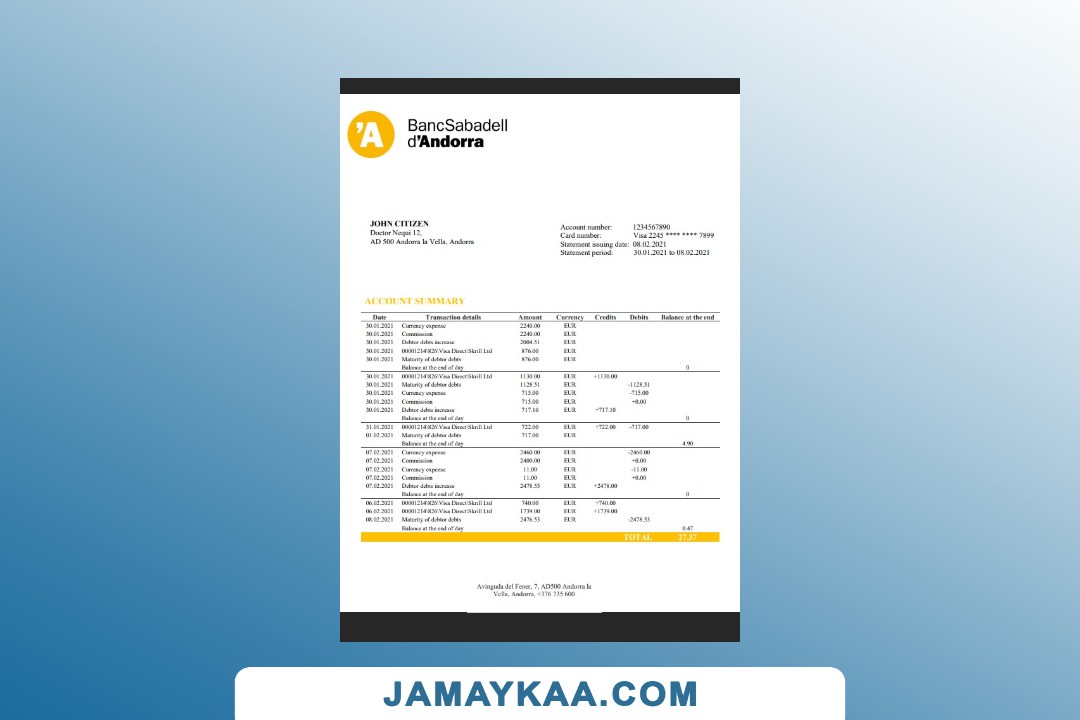 'A BancSabadell
d'Andorra
JOHN CITIZEN
Doctor Nequi 12,
AD 500 Andorra la Vella, Andorra
Account number: 1234567890
Card number: Visa 2245 **** **** 7899
Statement issuing date: 08.02.2021
Statement period: 30.01.2021 to 08.02.2021
ACCOUNT SUMMARY
Date Transaction details Amount Currency Credits Debits Balance at the end
30.01.2021 Currency expense 2240.00 EUR
30.01.2021 Commission 2240.00 EUR
30.01.2021 Debtor debts increase 2004.51 EUR
30.01.2021 00001214\826\Visa Direct\Skrill Ltd 876.00 EUR
30.01.2021 Maturity of debtor debts 876.00 EUR
Balance at the end of day 0
30.01.2021 00001214\826\Visa Direct\Skrill Ltd 1130.00 EUR +1130.00
30.01.2021 Maturity of debtor debts 1128.51 EUR -1128.51
30.01.2021 Currency expense 715.00 EUR -715.00
30.01.2021 Commission 715.00 EUR +0.00
30.01.2021 Debtor debts increase 717.10 EUR +717.10
Balance at the end of day 0
31.01.2021 00001214\826\Visa Direct\Skrill Ltd 722.00 EUR +722.00 -717.00
01.02.2021 Maturity of debtor debts 717.00 EUR
Balance at the end of day 4.90
07.02.2021 Currency expense 2460.00 EUR -2460.00
07.02.2021 Commission 2400.00 EUR +0.00
07.02.2021 Currency expense 11.00 EUR -11.00
07.02.2021 Commission 11.00 EUR +0.00
07.02.2021 Debtor debts increase 2478.53 EUR +2478.00
Balance at the end of day 0
06.02.2021 00001214\826\Visa Direct\Skrill Ltd 740.00 EUR +740.00
06.02.2021 00001214\826\Visa Direct\Skrill Ltd 1739.00 EUR +1739.00
08.02.2021 Maturity of debtor debts 2476.53 EUR -2478.53
Balance at the end of day 0.47
TOTAL 27.37
Avinguda del Fener, 7, AD500 Andorra la
Vella, Andorra, +376 735 600
JAMAYKAA.COM